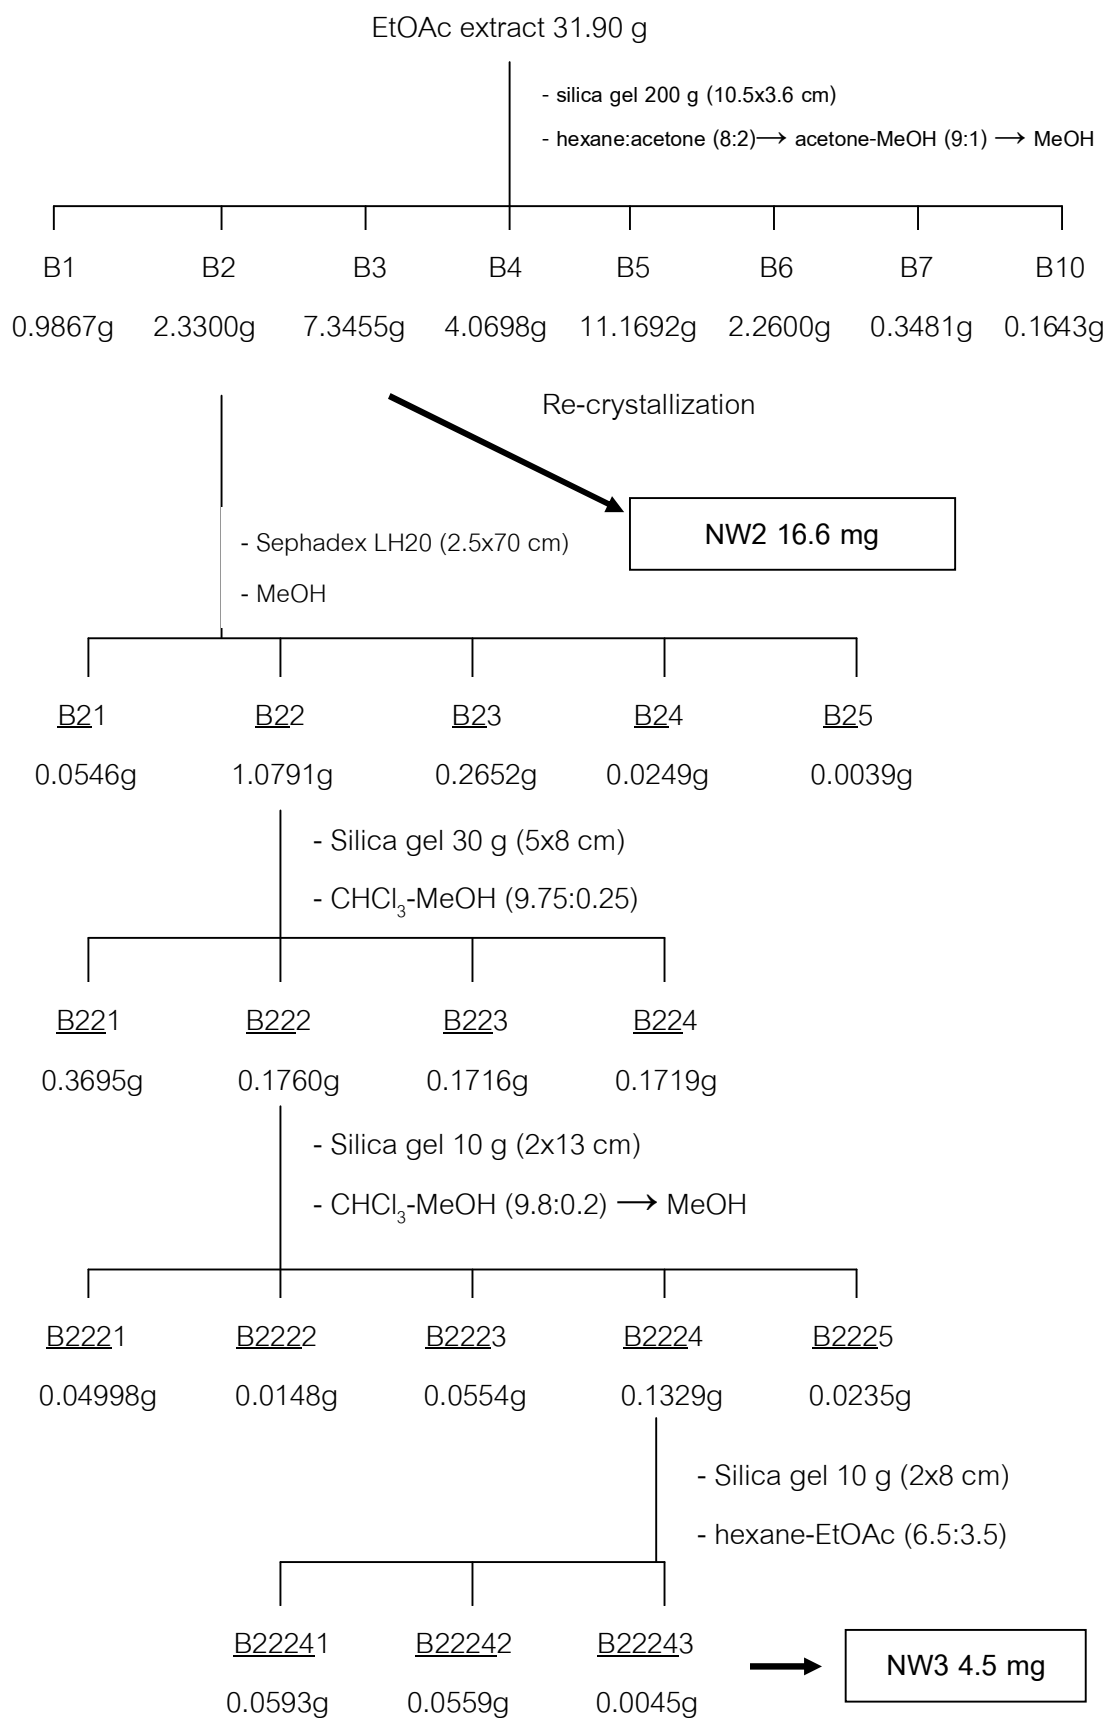 EtOAc extract 31.90 g
- silica gel 200 g (10.5x3.6 cm)
- hexane:acetone (8:2)→ acetone-MeOH (9:1) → MeOH
B1 B2 B3 B4 B5 B6 B7 B10
0.9867g 2.3300g 7.3455g 4.0698g 11.1692g 2.2600g 0.3481g 0.1643g
Re-crystallization
NW2 16.6 mg
- Sephadex LH20 (2.5x70 cm)
- MeOH
B21 B22 B23 B24 B25
0.0546g 1.0791g 0.2652g 0.0249g 0.0039g
- Silica gel 30 g (5x8 cm)
- CHCl₃-MeOH (9.75:0.25)
B221 B222 B223 B224
0.3695g 0.1760g 0.1716g 0.1719g
- Silica gel 10 g (2x13 cm)
- CHCl₃-MeOH (9.8:0.2) → MeOH
B2221 B2222 B2223 B2224 B2225
0.04998g 0.0148g 0.0554g 0.1329g 0.0235g
- Silica gel 10 g (2x8 cm)
- hexane-EtOAc (6.5:3.5)
B22241 B22242 B22243
NW3 4.5 mg
0.0593g 0.0559g 0.0045g